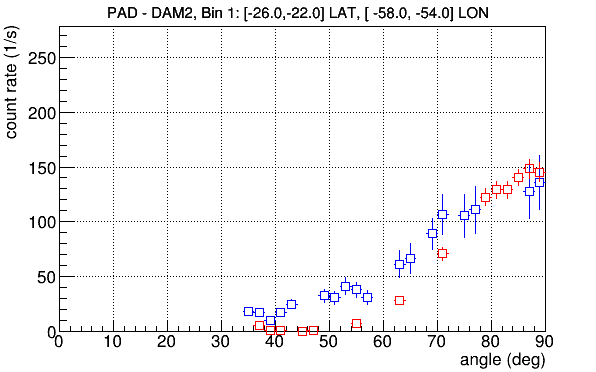 PAD - DAM2, Bin 1: [-26.0,-22.0] LAT, [ -58.0, -54.0] LON
count rate (1/s)
250
200
150
100
50
0
0 10 20 30 40 50 60 70 80 90
angle (deg)